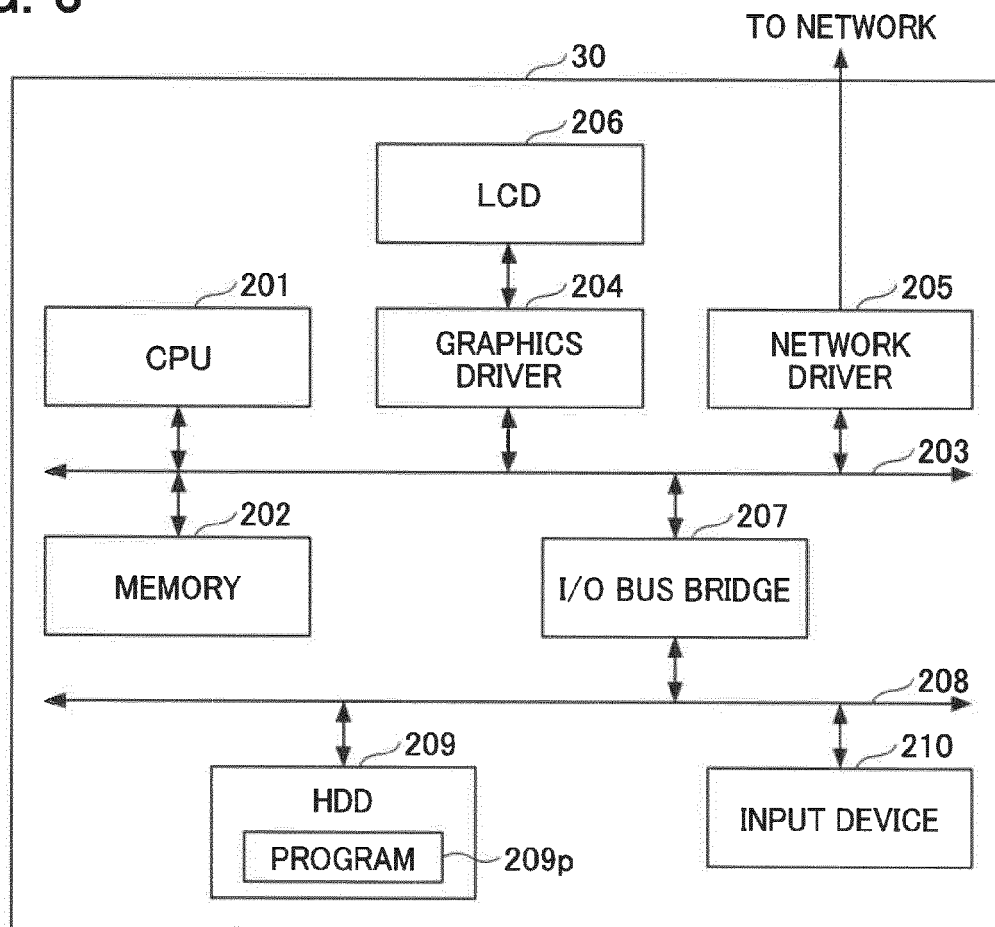 TO NETWORK
30
206
LCD
201
CPU
204
GRAPHICS
DRIVER
205
NETWORK
DRIVER
203
202
MEMORY
207
I/O BUS BRIDGE
208
209
HDD
PROGRAM
209p
210
INPUT DEVICE